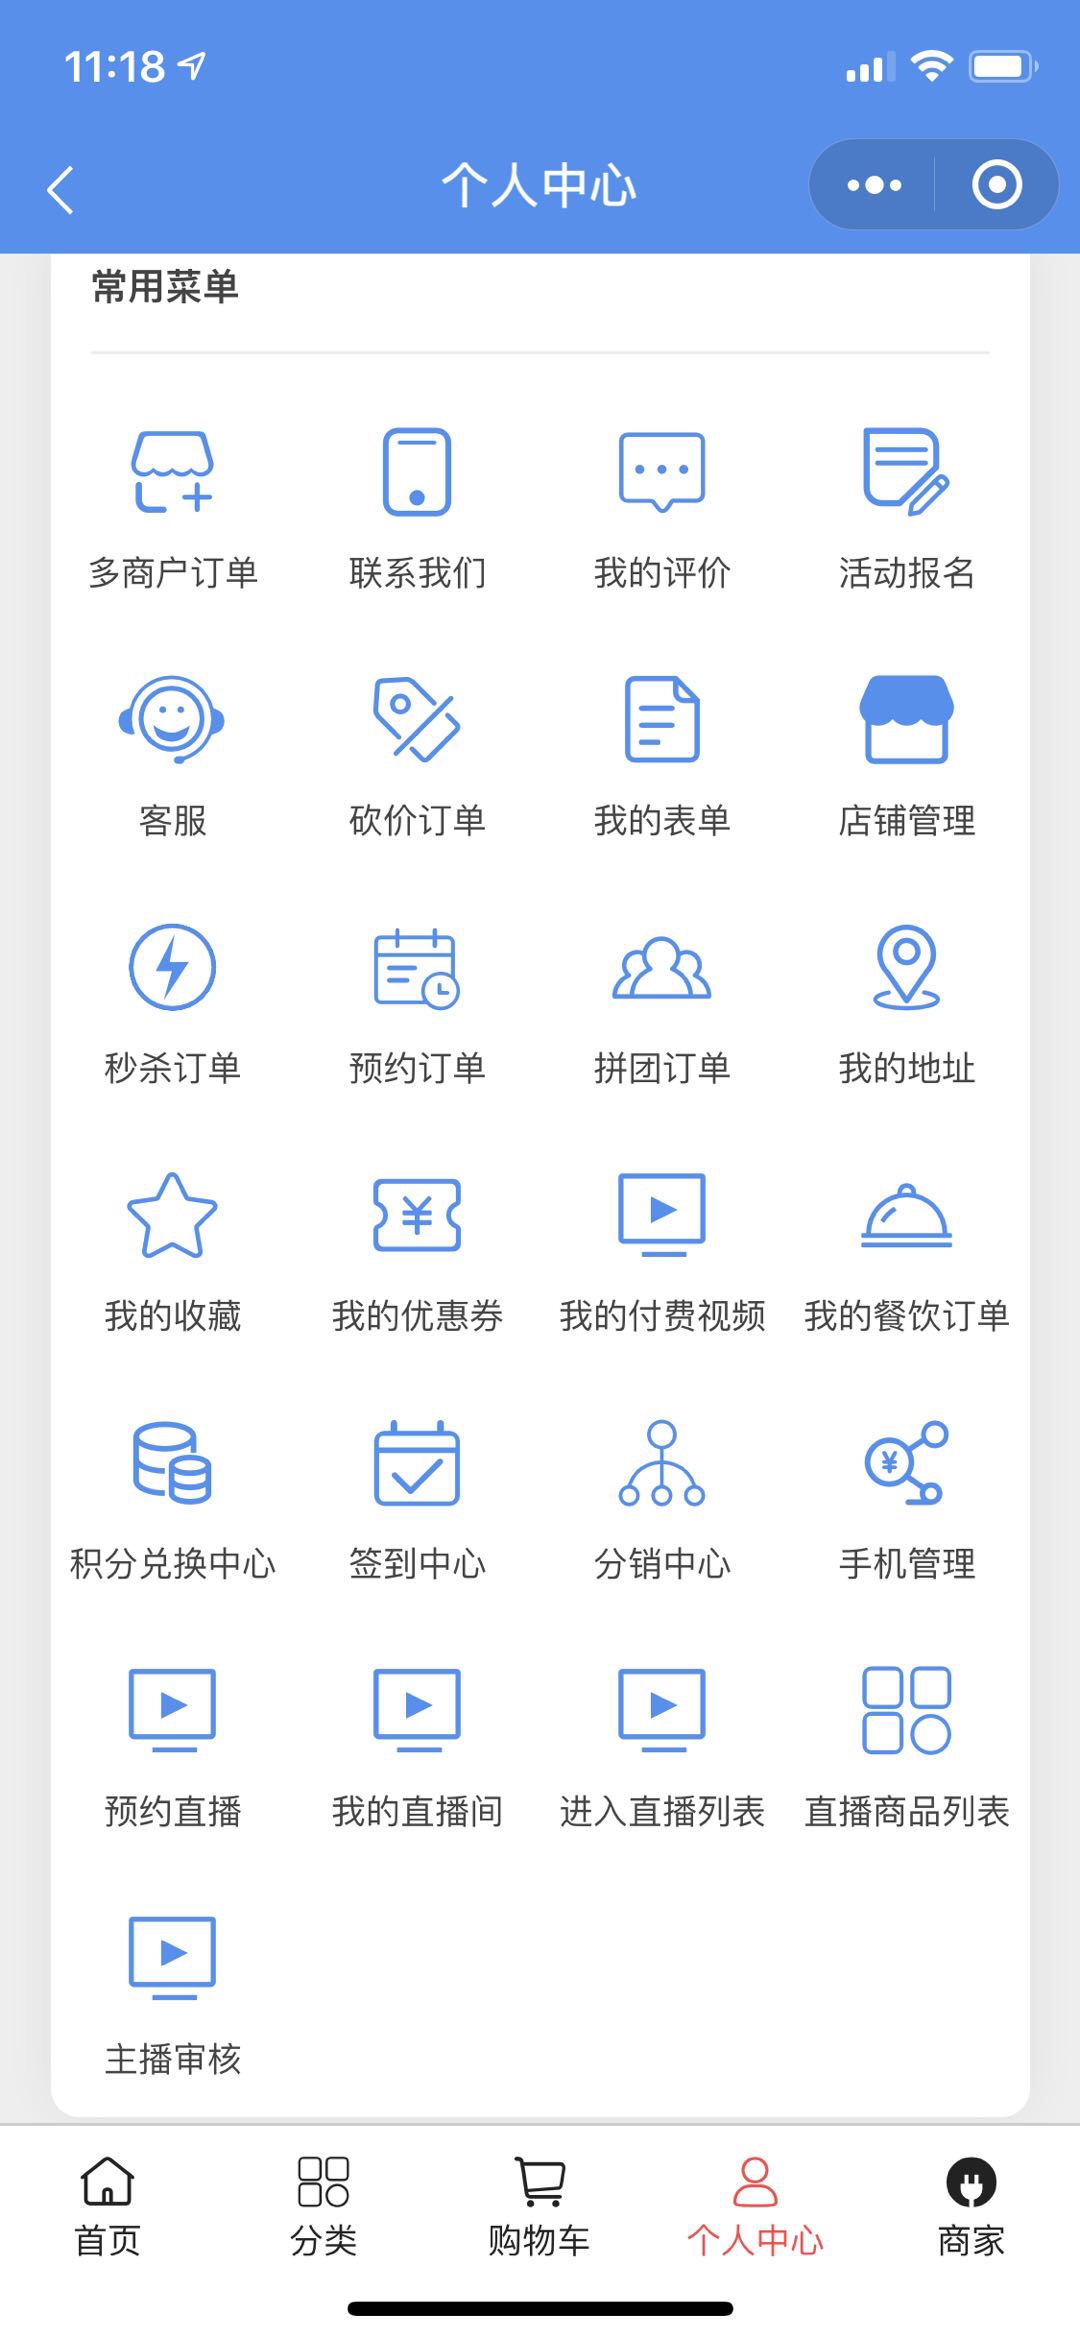 11:18
个人中心
常用菜单
多商户订单 联系我们 我的评价 活动报名
客服 砍价订单 我的表单 店铺管理
秒杀订单 预约订单 拼团订单 我的地址
我的收藏 我的优惠券 我的付费视频 我的餐饮订单
积分兑换中心 签到中心 分销中心 手机管理
预约直播 我的直播间 进入直播列表 直播商品列表
主播审核
首页 分类 购物车 个人中心 商家